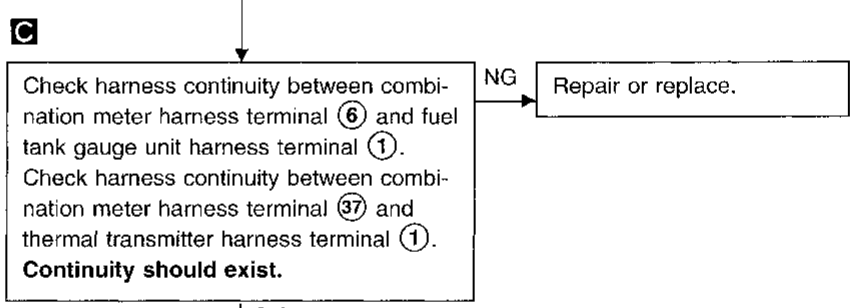 C
Check harness continuity between combi-
nation meter harness terminal 6 and fuel
tank gauge unit harness terminal 1.
Check harness continuity between combi-
nation meter harness terminal 37 and
thermal transmitter harness terminal 1.
Continuity should exist.
NG
Repair or replace.